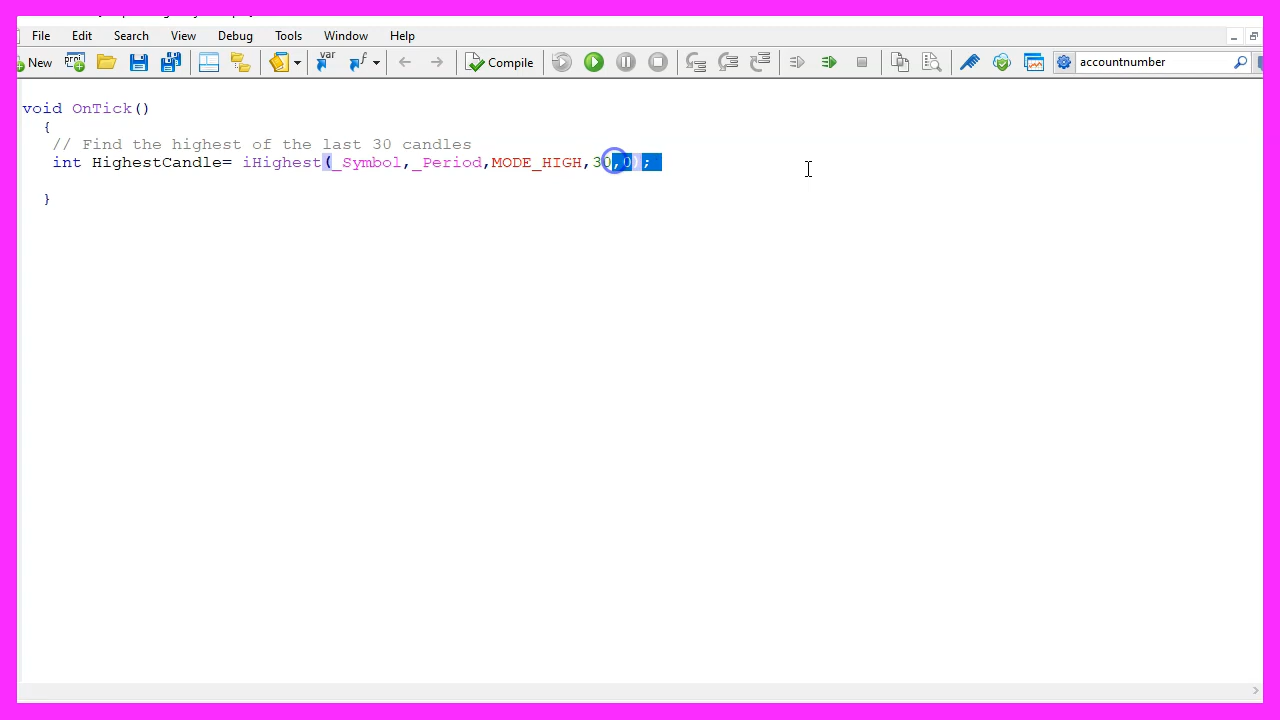 File Edit Search View Debug Tools Window Help
New var f Compile accountnumber
void OnTick()
{
// Find the highest of the last 30 candles
int HighestCandle= iHighest(_Symbol,_Period,MODE_HIGH,30,0);
}